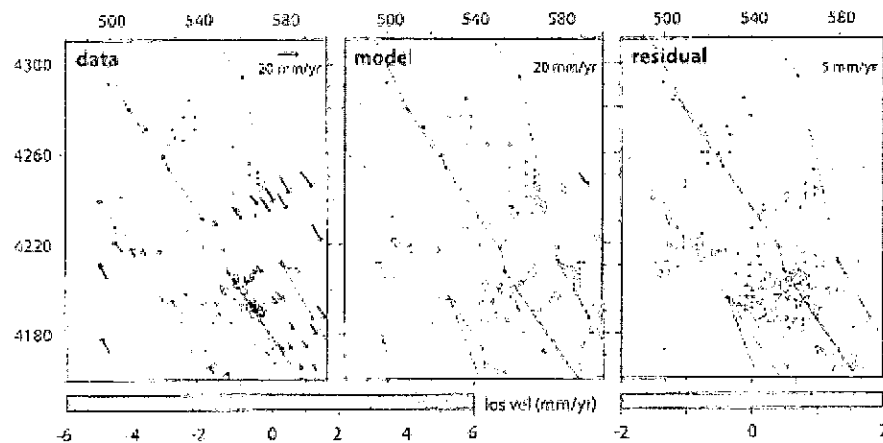 500 540 580 500 540 580 500 540 580
data model residual
20 mm/yr 20 mm/yr 5 mm/yr
4300
4260
4220
4180
los vel (mm/yr)
-6 -4 -2 0 2 4 6 -2 0 2